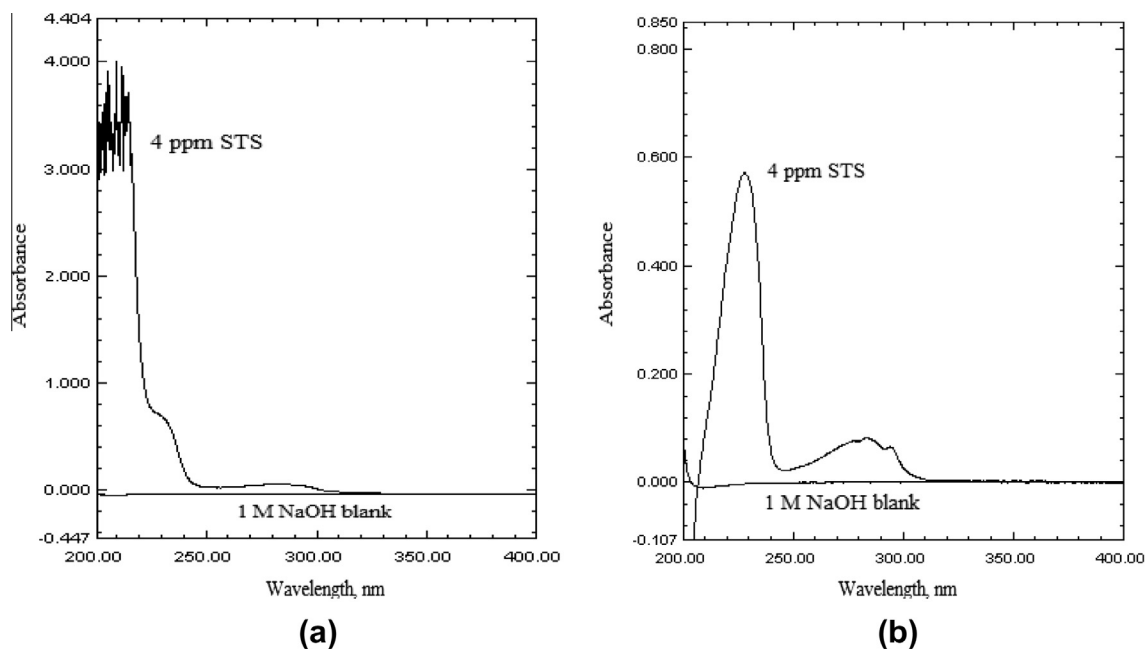 4.404
4.000
3.000
2.000
1.000
0.000
-0.447
Absorbance
4 ppm STS
1 M NaOH blank
200.00 250.00 300.00 350.00 400.00
Wavelength, nm
(a)
0.850
0.800
0.600
0.400
0.200
0.000
-0.107
Absorbance
4 ppm STS
1 M NaOH blank
200.00 250.00 300.00 350.00 400.00
Wavelength, nm
(b)